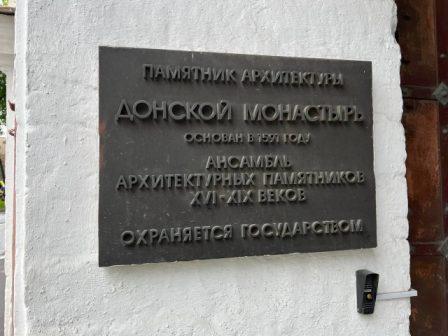 ПАМЯТНИК АРХИТЕКТУРЫ
ДОНСКОЙ МОНАСТЫРЬ
ОСНОВАН В 1591 ГОДУ
АНСАМБЛЬ
АРХИТЕКТУРНЫХ ПАМЯТНИКОВ
XVI-XIX ВЕКОВ
ОХРАНЯЕТСЯ ГОСУДАРСТВОМ